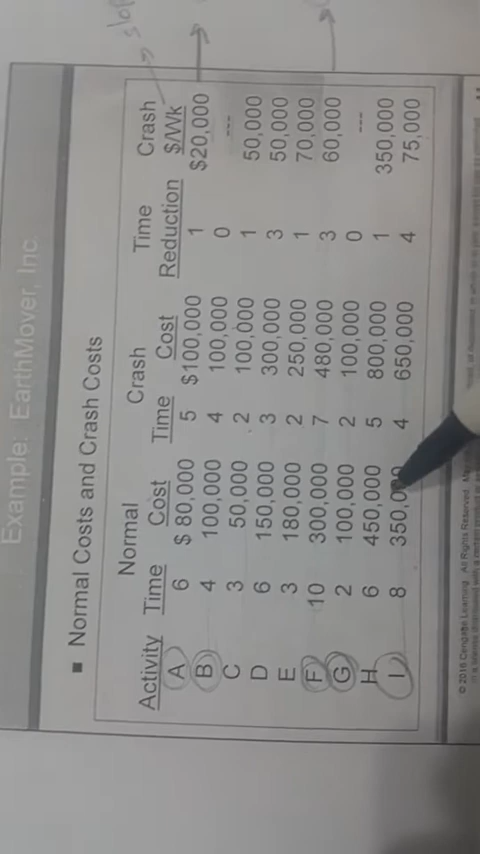 slop
Example: EarthMover, Inc.
■ Normal Costs and Crash Costs
Normal Crash Time Crash
Activity Time Cost Time Cost Reduction $/Wk
A 6 $ 80,000 5 $100,000 1 $20,000
B 4 100,000 4 100,000 0 ---
C 3 50,000 2 100,000 1 50,000
D 6 150,000 3 300,000 3 50,000
E 3 180,000 2 250,000 1 70,000
F 10 300,000 7 480,000 3 60,000
G 2 100,000 2 100,000 0 ---
H 6 450,000 5 800,000 1 350,000
I 8 350,000 4 650,000 4 75,000
© 2016 Cengage Learning. All Rights Reserved.